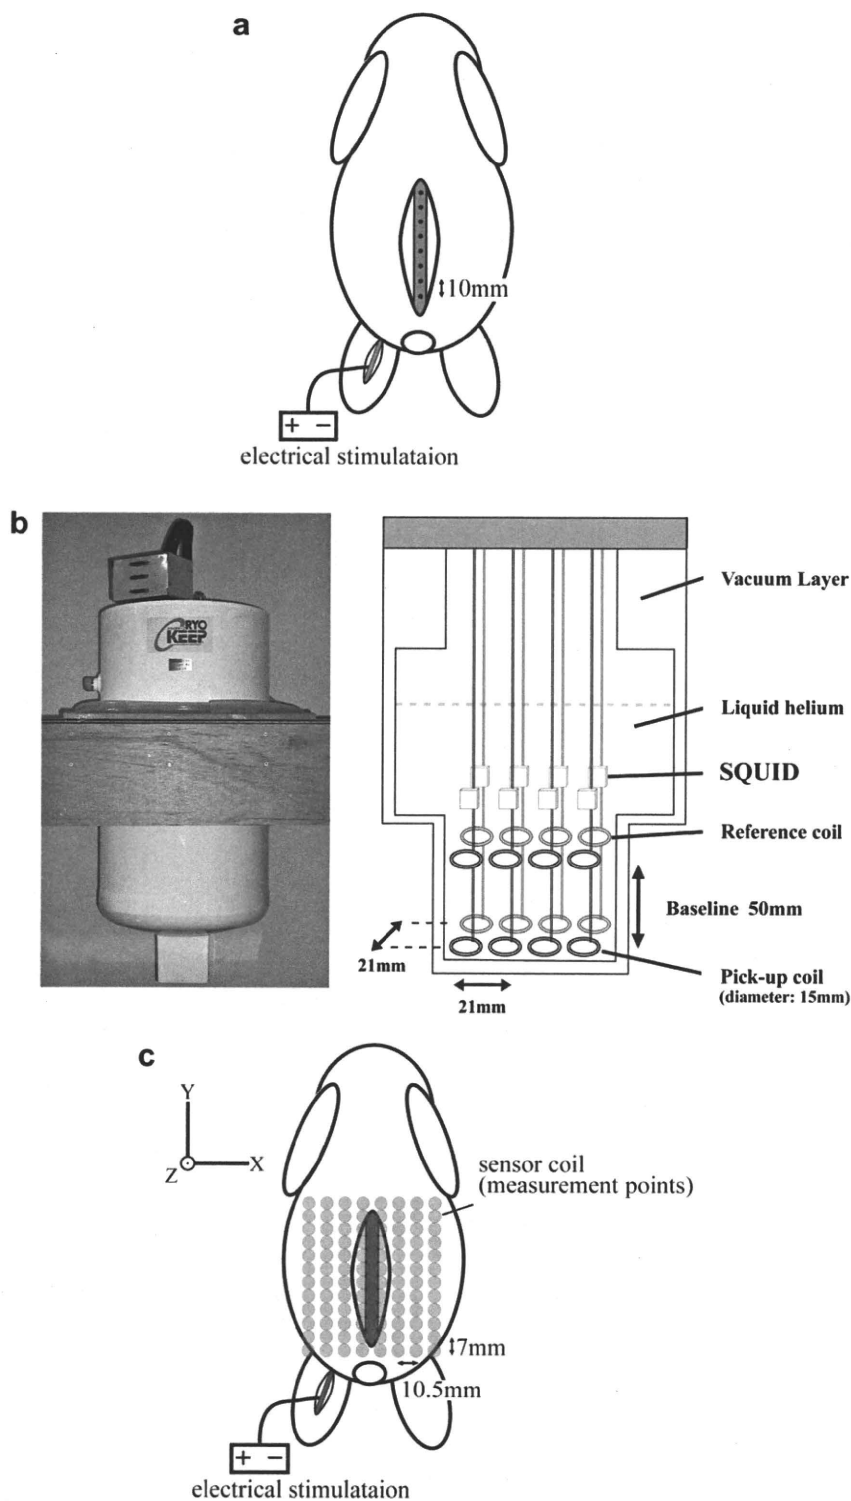 a
10mm
+ −
electrical stimulataion
b
CRYO
KEEP
Vacuum Layer
Liquid helium
SQUID
Reference coil
Baseline 50mm
21mm
Pick-up coil
(diameter: 15mm)
21mm
c
Y
Z
X
sensor coil
(measurement points)
7mm
10.5mm
+ −
electrical stimulataion